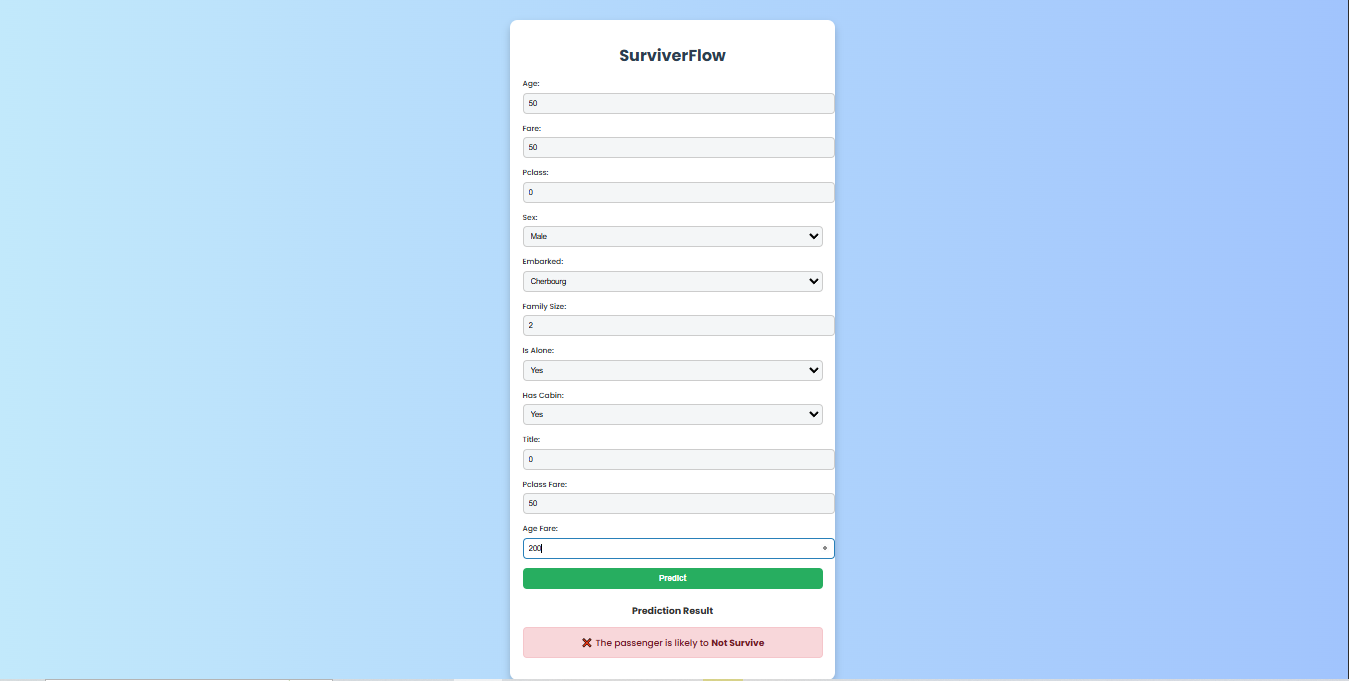 SurviverFlow
Age:
50
Fare:
50
Pclass:
0
Sex:
Male
Embarked:
Cherbourg
Family Size:
2
Is Alone:
Yes
Has Cabin:
Yes
Title:
0
Pclass Fare:
50
Age Fare:
200
Predict
Prediction Result
❌ The passenger is likely to Not Survive